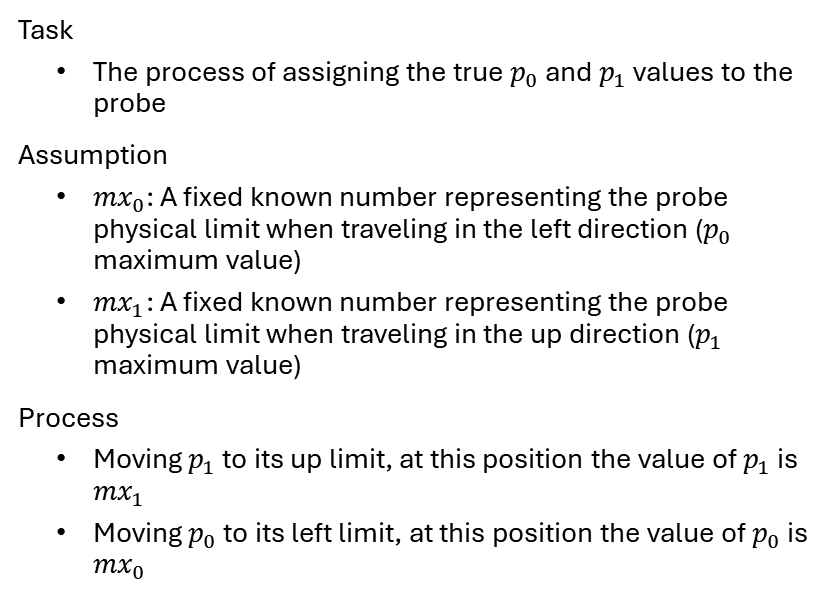 Task
• The process of assigning the true p₀ and p₁ values to the
probe
Assumption
• mx₀: A fixed known number representing the probe
physical limit when traveling in the left direction (p₀
maximum value)
• mx₁: A fixed known number representing the probe
physical limit when traveling in the up direction (p₁
maximum value)
Process
• Moving p₁ to its up limit, at this position the value of p₁ is
mx₁
• Moving p₀ to its left limit, at this position the value of p₀ is
mx₀